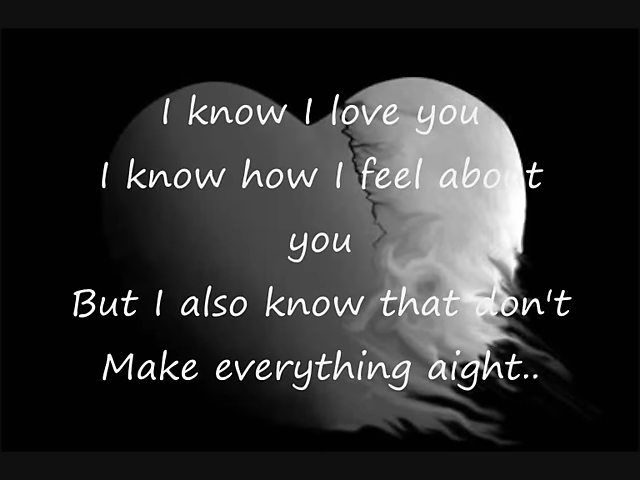 I know I love you
I know how I feel about
you
But I also know that don't
Make everything aight..